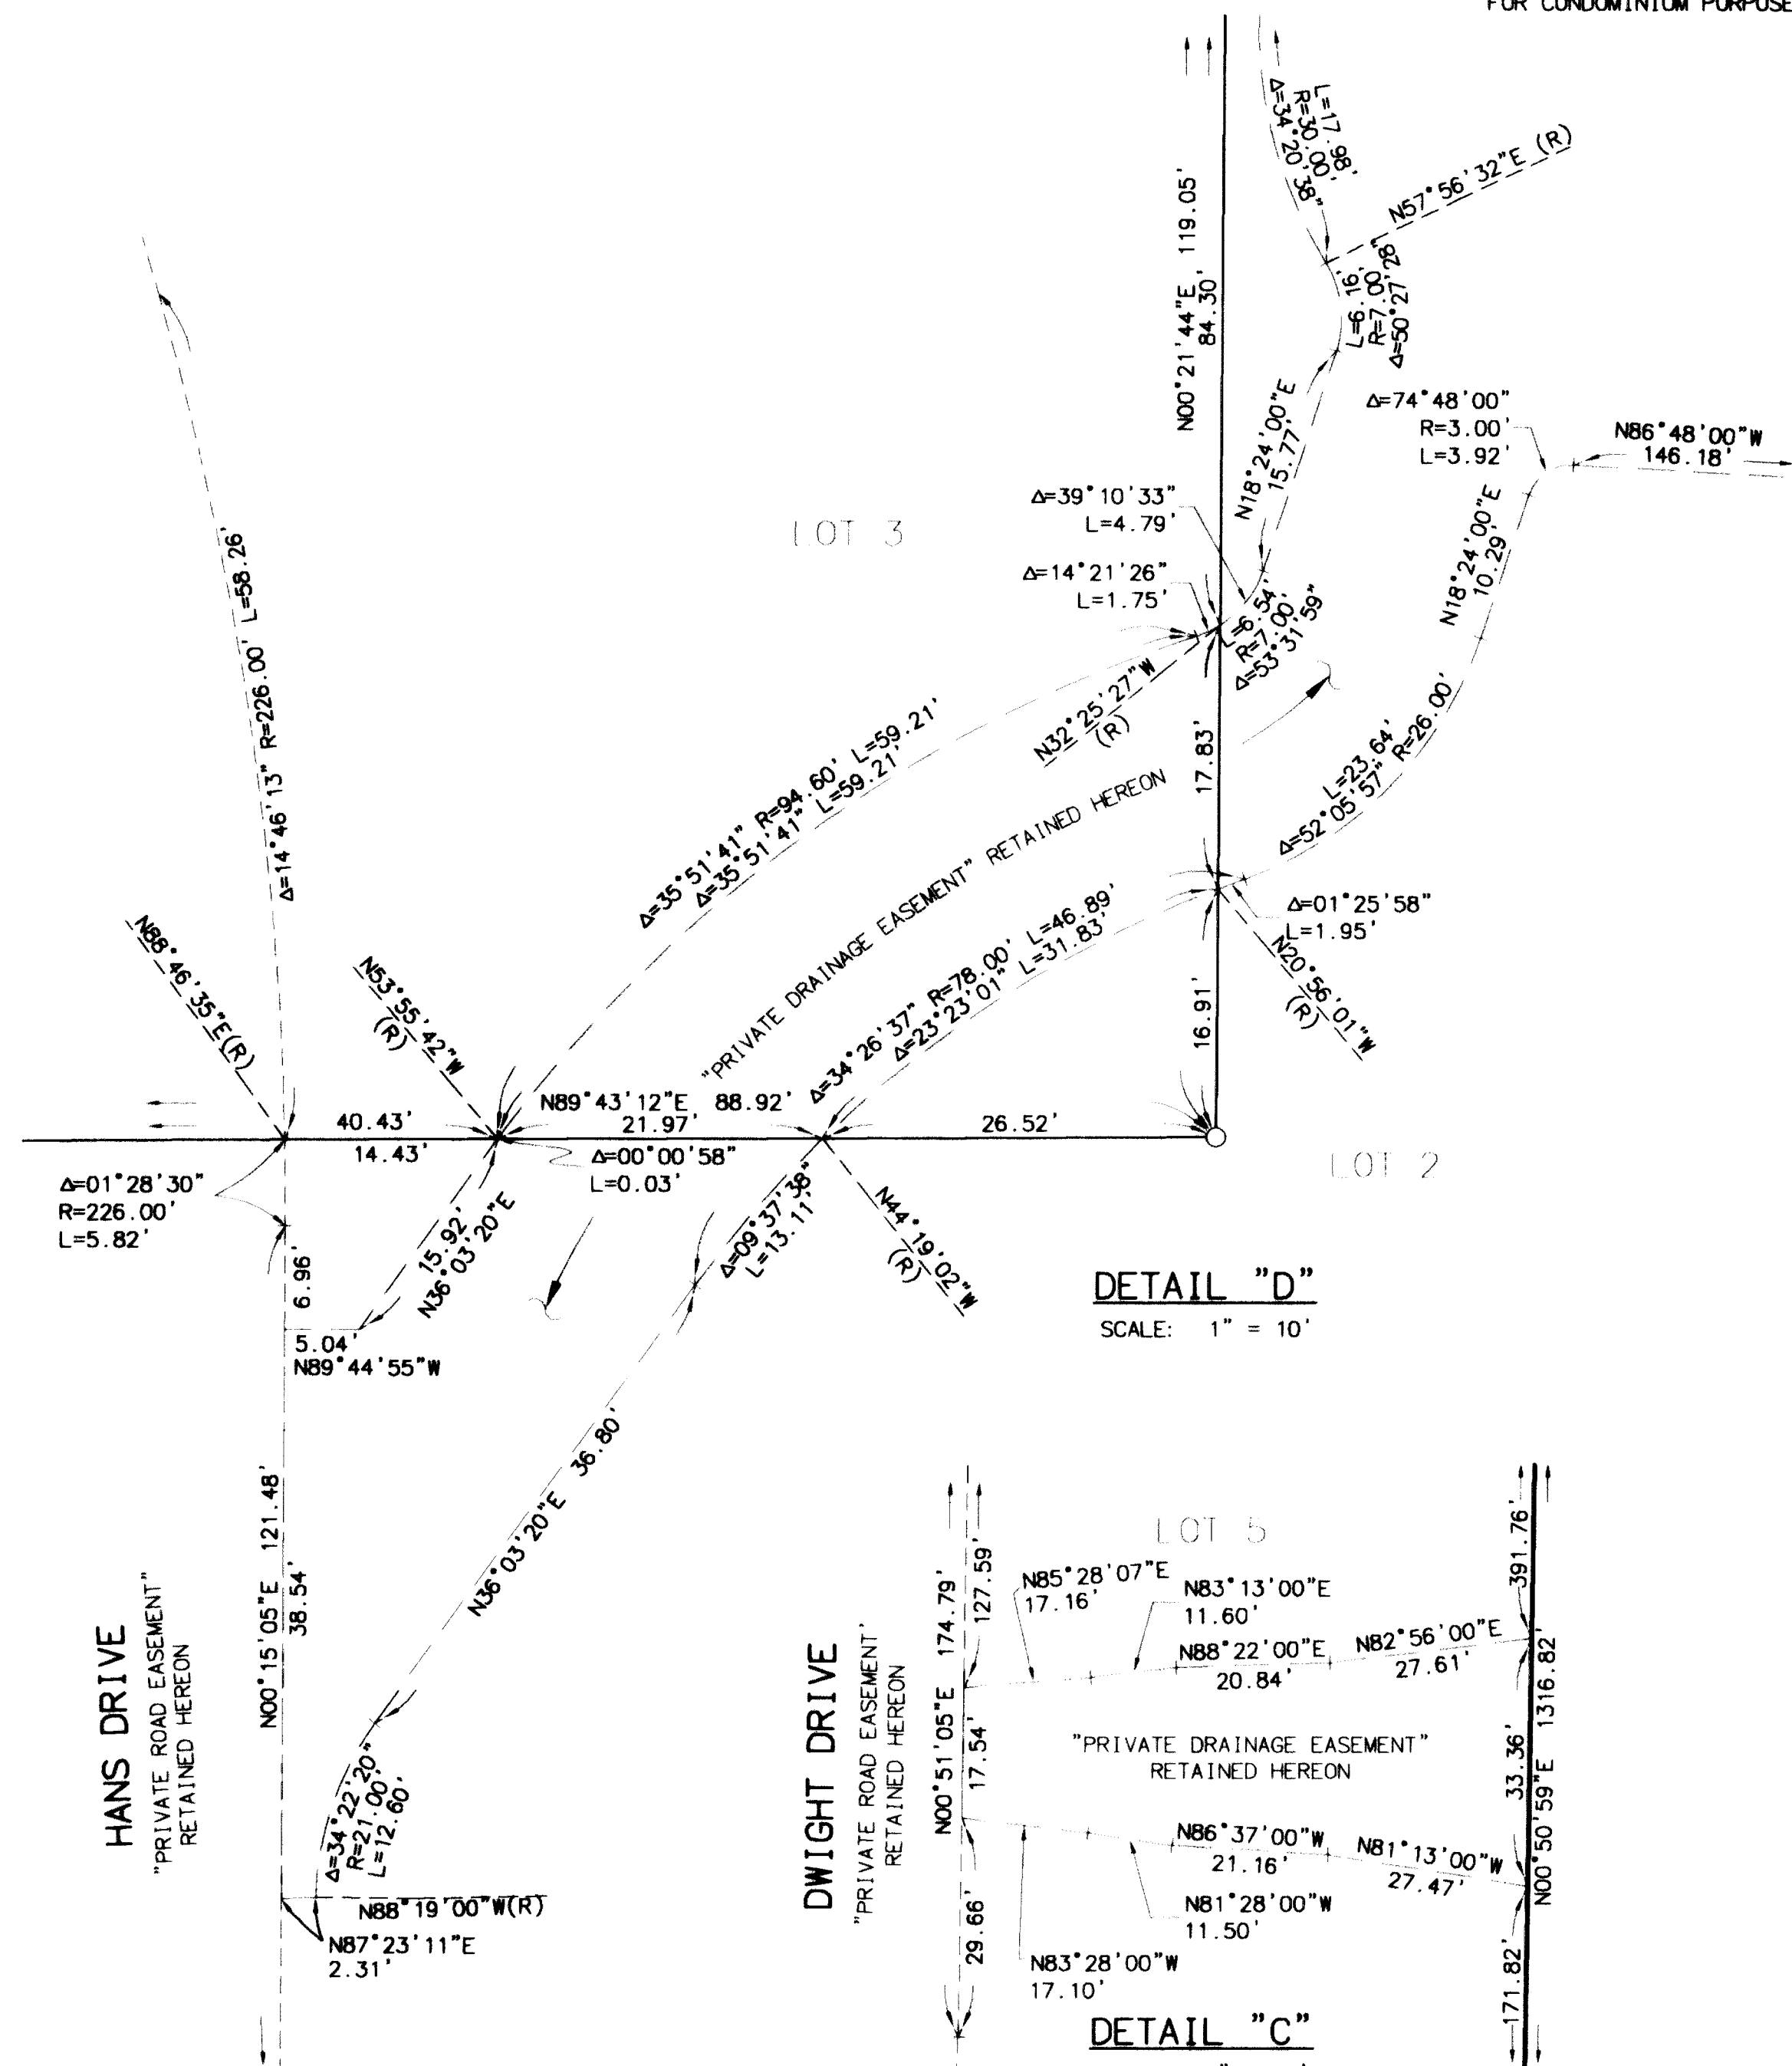 FOR CONDOMINIUM PURPOSE
L=17.98'
R=30.00'
Δ=34°20'38"
N57°56'32"E (R)
N00°21'44"E 119.05'
84.30'
L=6.16'
R=7.00'
Δ=50°27'28"
N18°24'00"E
15.77'
Δ=74°48'00"
R=3.00'
L=3.92'
N86°48'00"W
146.18'
Δ=39°10'33"
L=4.79'
LOT 3
Δ=14°21'26"
L=1.75'
L=6.54'
R=7.00'
Δ=53°31'59"
N18°24'00"E
10.29'
Δ=14°46'13" R=226.00' L=58.26'
N32°25'27"W
(R)
17.83'
L=23.64'
Δ=52°05'57" R=26.00'
Δ=35°51'41" R=94.60' L=59.21'
Δ=35°51'41" L=59.21'
"PRIVATE DRAINAGE EASEMENT" RETAINED HEREON
Δ=34°26'37" R=78.00' L=46.89'
Δ=23°23'01" L=31.83'
Δ=01°25'58"
L=1.95'
N20°56'01"W
(R)
16.91'
N88°46'35"E(R)
N53°55'42"W
(R)
N89°43'12"E 88.92'
40.43'
21.97'
26.52'
14.43'
Δ=00°00'58"
L=0.03'
LOT 2
Δ=01°28'30"
R=226.00'
L=5.82'
15.92'
N36°03'20"E
Δ=09°37'38"
L=13.11'
N44°19'02"W
(R)
6.96'
5.04'
N89°44'55"W
DETAIL "D"
SCALE: 1" = 10'
N36°03'20"E 36.80'
N00°15'05"E 121.48'
38.54'
HANS DRIVE
"PRIVATE ROAD EASEMENT"
RETAINED HEREON
Δ=34°22'20"
R=21.00'
L=12.60'
N88°19'00"W(R)
N87°23'11"E
2.31'
LOT 5
DWIGHT DRIVE
"PRIVATE ROAD EASEMENT'
RETAINED HEREON
N00°51'05"E 174.79'
127.59'
17.54'
29.66'
N85°28'07"E
17.16'
N83°13'00"E
11.60'
N88°22'00"E
20.84'
N82°56'00"E
27.61'
"PRIVATE DRAINAGE EASEMENT"
RETAINED HEREON
N86°37'00"W
21.16'
N81°13'00"W
27.47'
N81°28'00"W
11.50'
N83°28'00"W
17.10'
391.76'
33.36'
171.82'
N00°50'59"E 1316.82'
DETAIL "C"